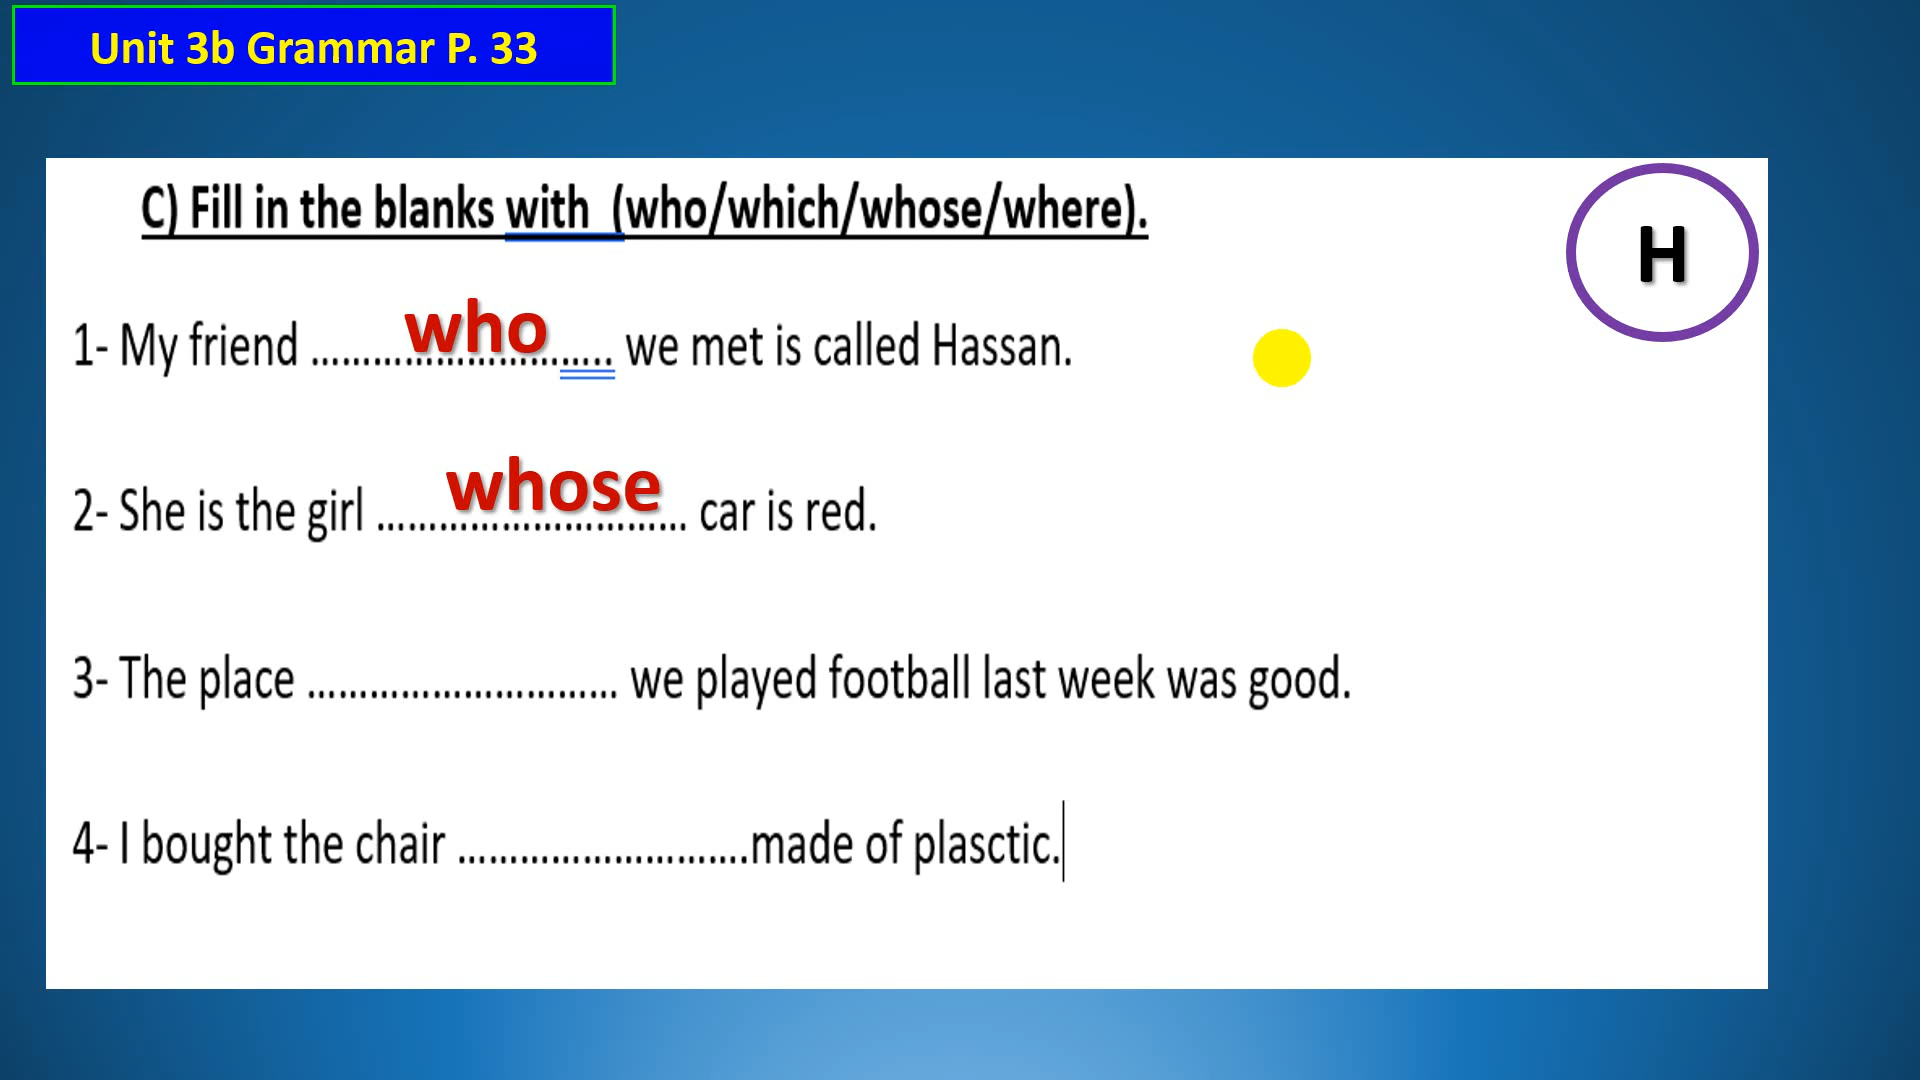 Unit 3b Grammar P. 33
C) Fill in the blanks with (who/which/whose/where).
H
1- My friend ……………who…………….. we met is called Hassan.
2- She is the girl ……………whose…………… car is red.
3- The place ………………………… we played football last week was good.
4- I bought the chair ……………………….made of plasctic.